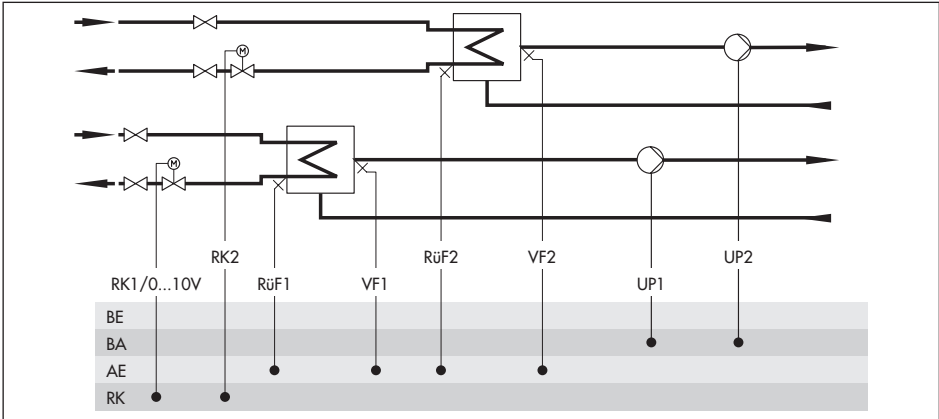 M
M
RK2 RüF2 VF2 UP2
RK1/0...10V RüF1 VF1 UP1
BE
BA
AE
RK